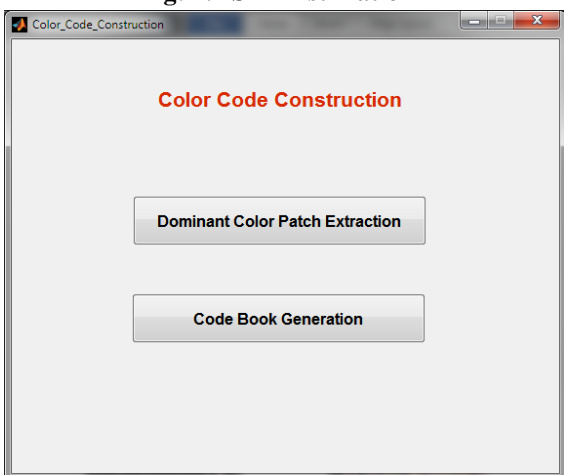 Color_Code_Construction
Color Code Construction
Dominant Color Patch Extraction
Code Book Generation